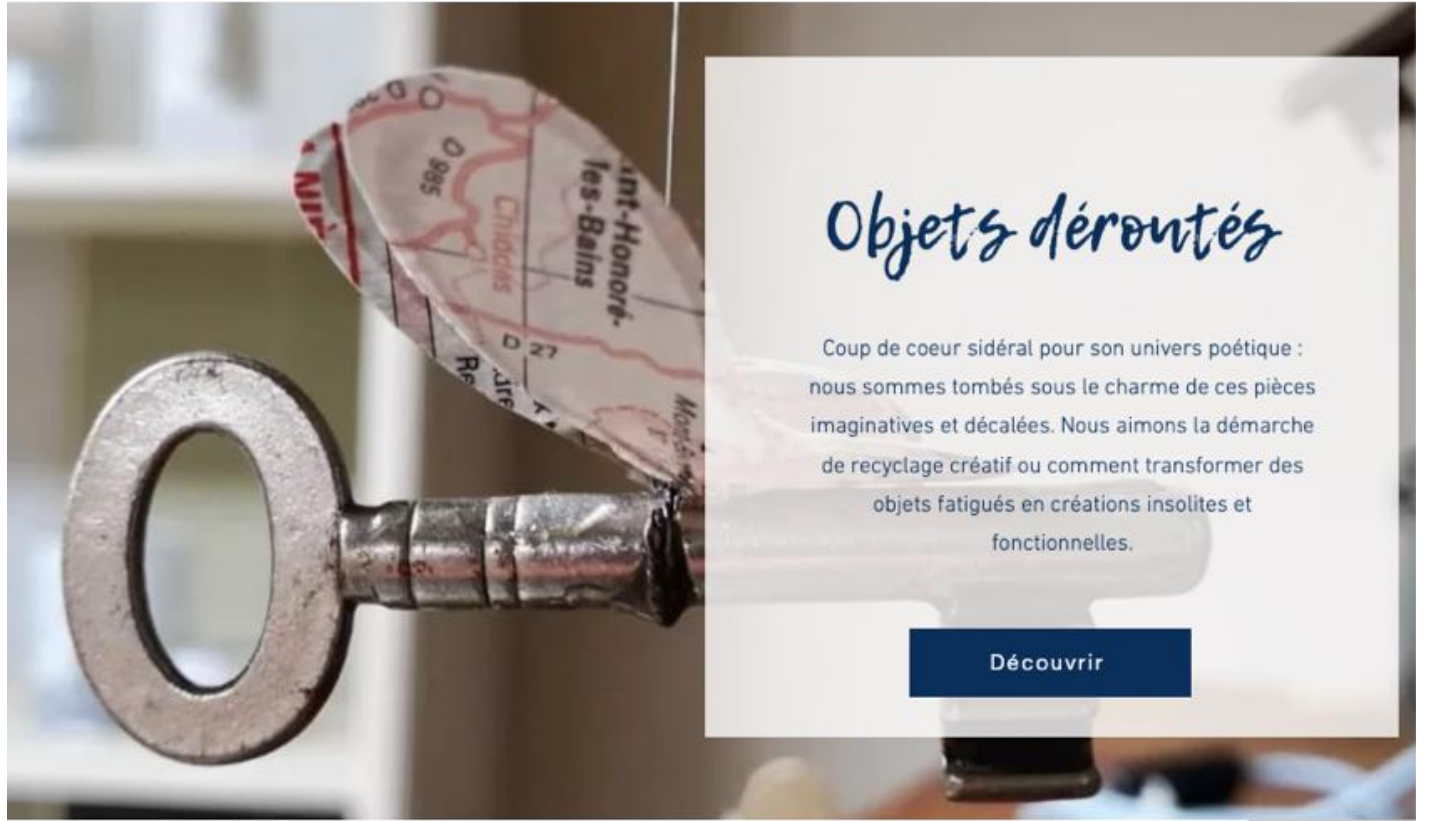 D 985
Chiddes
int-Honoré-
les-Bains
D 27
Objets déroutés
Coup de coeur sidéral pour son univers poétique :
nous sommes tombés sous le charme de ces pièces
imaginatives et décalées. Nous aimons la démarche
de recyclage créatif ou comment transformer des
objets fatigués en créations insolites et
fonctionnelles.
Découvrir